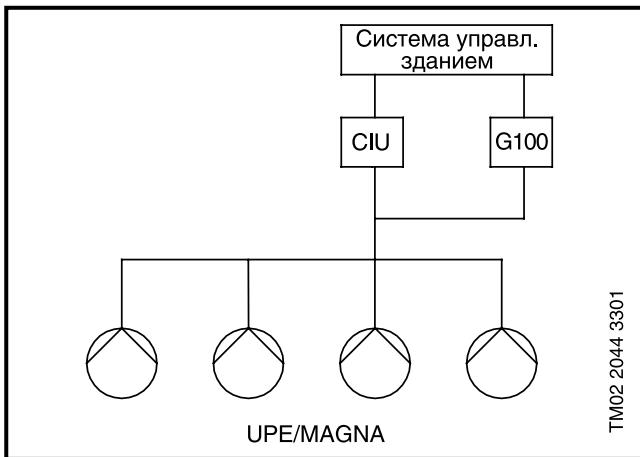 Система управл.
зданием
CIU
G100
UPE/MAGNA
TM02 2044 3301